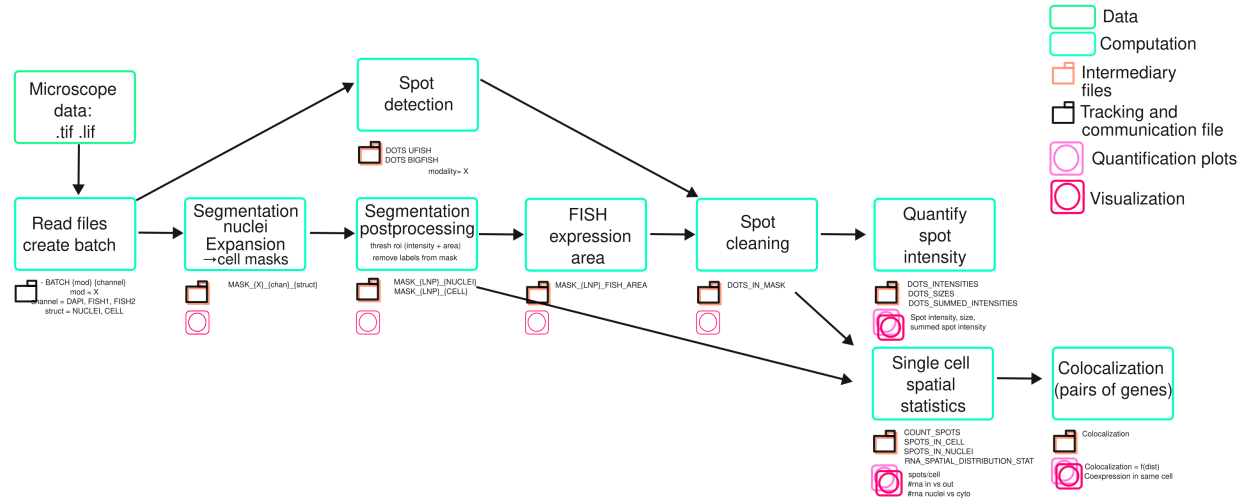 Data
Computation
Intermediary
files
Tracking and
communication file
Quantification plots
Visualization
Microscope
data:
.tif .lif
Spot
detection
DOTS UFISH
DOTS BIGFISH
modality= X
Read files
create batch
- BATCH {mod} {channel}
mod = X
channel = DAPI, FISH1, FISH2
struct = NUCLEI, CELL
Segmentation
nuclei
Expansion
→cell masks
MASK_{X}_{chan}_{struct}
Segmentation
postprocessing
thresh roi (intensity + area)
remove labels from mask
MASK_{LNP}_{NUCLEI}
MASK_{LNP}_{CELL}
FISH
expression
area
MASK_{LNP}_FISH_AREA
Spot
cleaning
DOTS_IN_MASK
Quantify
spot
intensity
DOTS_INTENSITIES
DOTS_SIZES
DOTS_SUMMED_INTENSITIES
Spot intensity, size,
summed spot intensity
Single cell
spatial
statistics
COUNT_SPOTS
SPOTS_IN_CELL
SPOTS_IN_NUCLEI
RNA_SPATIAL_DISTRIBUTION_STAT
spots/cell
#rna in vs out
#rna nuclei vs cyto
Colocalization
(pairs of genes)
Colocalization
Colocalization = f(dist)
Coexpression in same cell